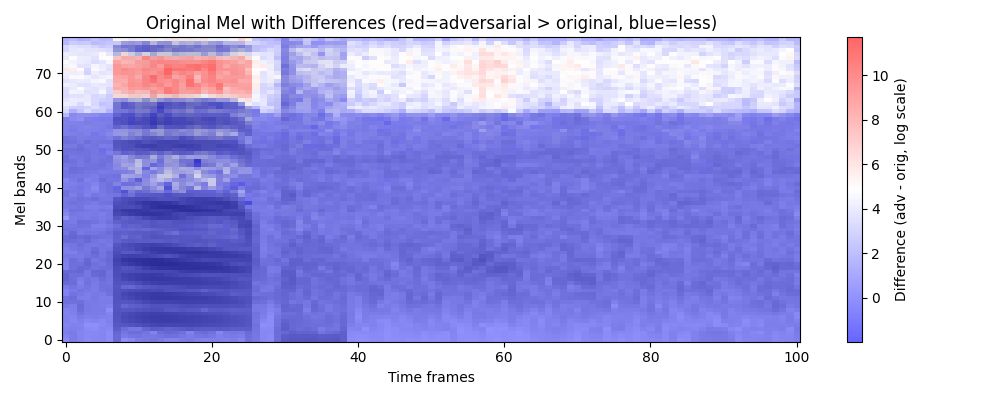 Original Mel with Differences (red=adversarial > original, blue=less)
70
60
50
40
30
20
10
0
Mel bands
0 20 40 60 80 100
Time frames
10
8
6
4
2
0
Difference (adv - orig, log scale)